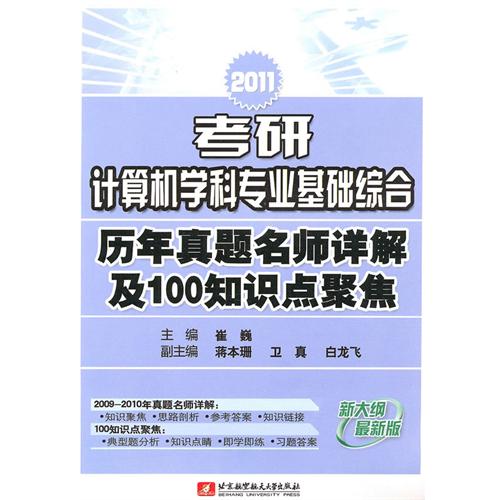 2011
考研
计算机学科专业基础综合
历年真题名师详解
及100知识点聚焦
主编 崔巍
副主编 蒋本珊 卫真 白龙飞
2009—2010年真题名师详解：
·知识聚焦 ·思路剖析 ·参考答案 ·知识链接
100知识点聚焦：
·典型题分析 ·知识点睛 ·即学即练 ·习题答案
新大纲
最新版
北京航空航天大学出版社
BEIHANG UNIVERSITY PRESS